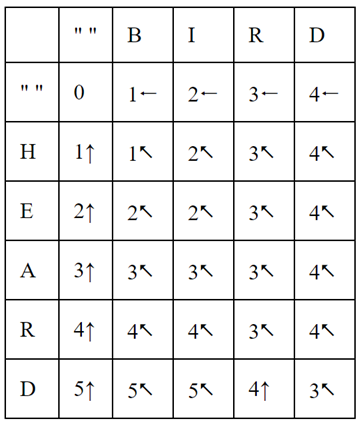 " " B I R D
" " 0 1← 2← 3← 4←
H 1↑ 1↖ 2↖ 3↖ 4↖
E 2↑ 2↖ 2↖ 3↖ 4↖
A 3↑ 3↖ 3↖ 3↖ 4↖
R 4↑ 4↖ 4↖ 3↖ 4↖
D 5↑ 5↖ 5↖ 4↑ 3↖